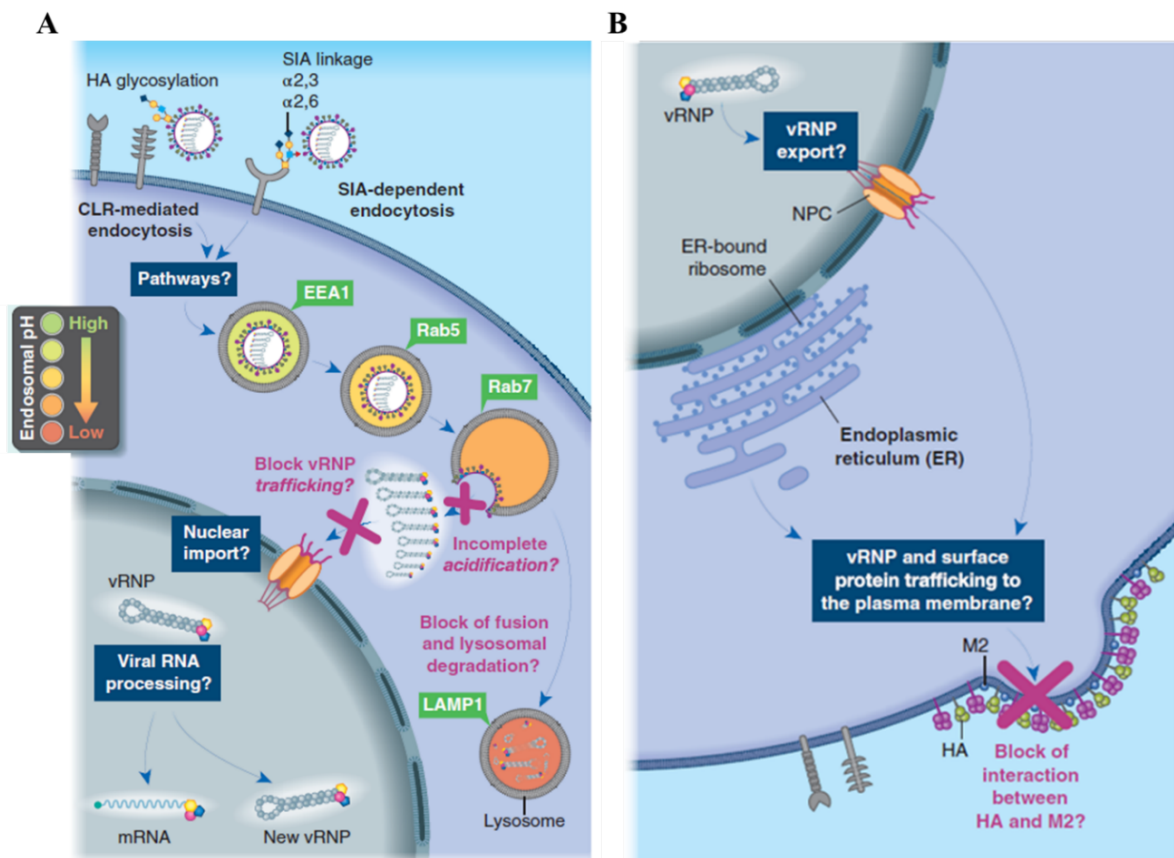 A
HA glycosylation
SIA linkage
α2,3
α2,6
CLR-mediated
endocytosis
SIA-dependent
endocytosis
Pathways?
EEA1
Rab5
Rab7
Endosomal pH
High
Low
Block vRNP
trafficking?
Nuclear
import?
Incomplete
acidification?
vRNP
Viral RNA
processing?
Block of fusion
and lysosomal
degradation?
LAMP1
mRNA
New vRNP
Lysosome
B
vRNP
vRNP
export?
NPC
ER-bound
ribosome
Endoplasmic
reticulum (ER)
vRNP and surface
protein trafficking to
the plasma membrane?
M2
HA
Block of
interaction
between
HA and M2?